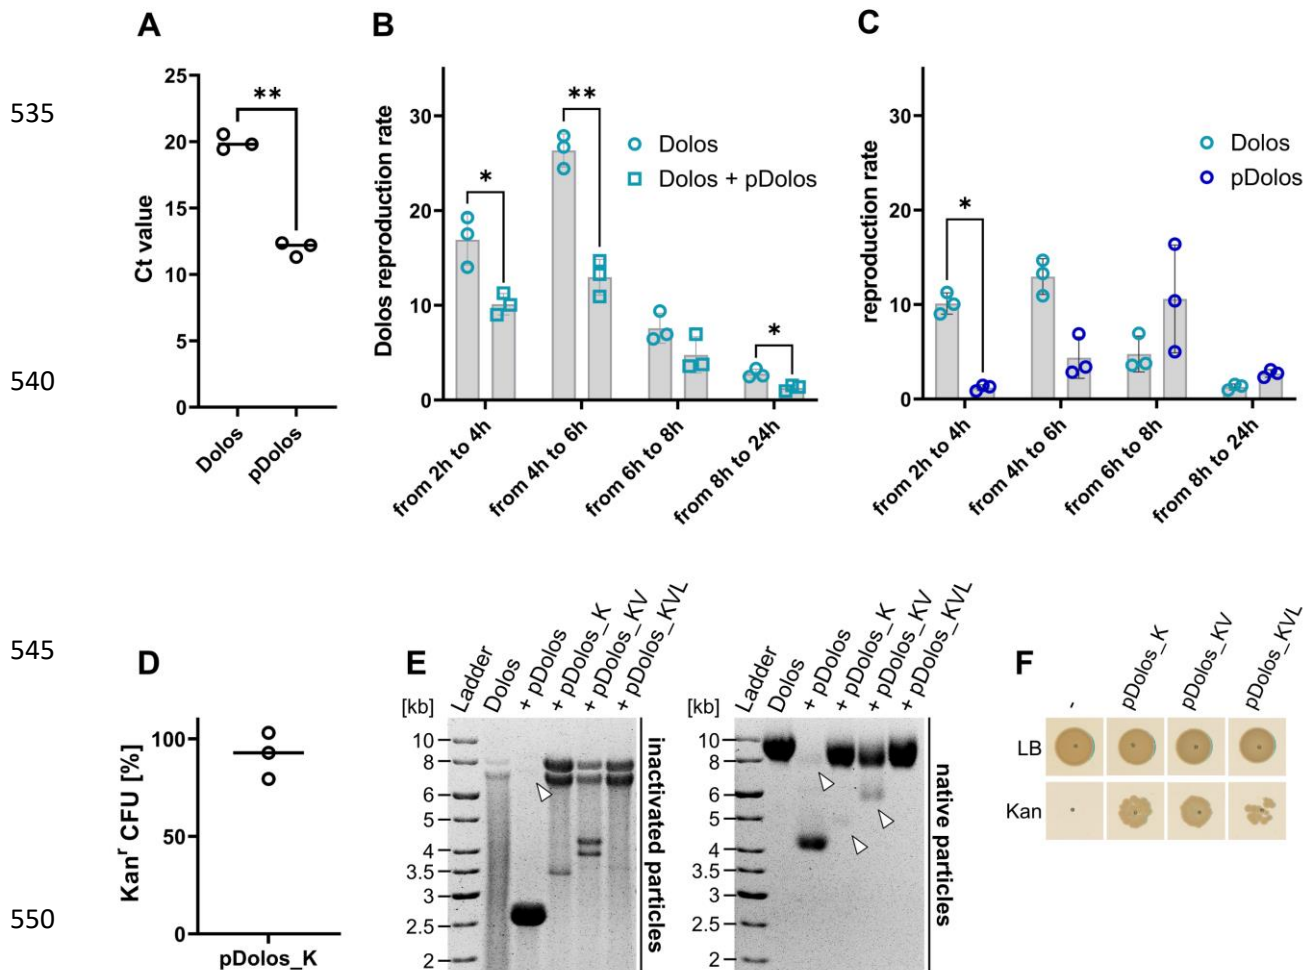 535
540
545
550
A
**
25
20
15
10
5
0
Ct value
Dolos
pDolos
B
**
*
*
30
20
10
0
Dolos reproduction rate
Dolos
Dolos + pDolos
from 2h to 4h
from 4h to 6h
from 6h to 8h
from 8h to 24h
C
*
30
20
10
0
reproduction rate
Dolos
pDolos
from 2h to 4h
from 4h to 6h
from 6h to 8h
from 8h to 24h
D
100
50
0
Kanʳ CFU [%]
pDolos_K
E
[kb]
Ladder
Dolos
+ pDolos
+ pDolos_K
+ pDolos_KV
+ pDolos_KVL
10
8
6
5
4
3.5
3
2.5
2
inactivated particles
[kb]
Ladder
Dolos
+ pDolos
+ pDolos_K
+ pDolos_KV
+ pDolos_KVL
10
8
6
5
4
3.5
3
2.5
2
native particles
F
-
pDolos_K
pDolos_KV
pDolos_KVL
LB
Kan